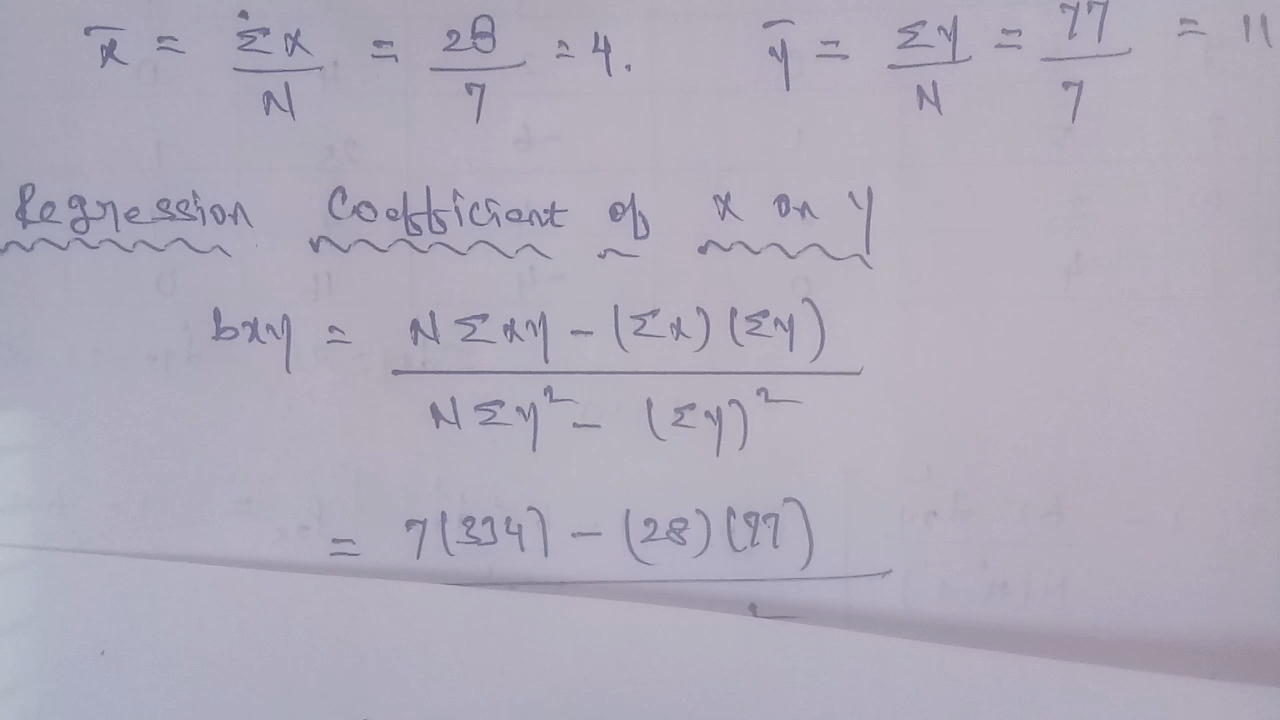 x̄ = Σx/N = 28/7 = 4. ȳ = Σy/N = 77/7 = 11
Regression Coefficient of x on y
bxy = NΣxy - (Σx)(Σy) / NΣy² - (Σy)²
= 7(334) - (28)(77)